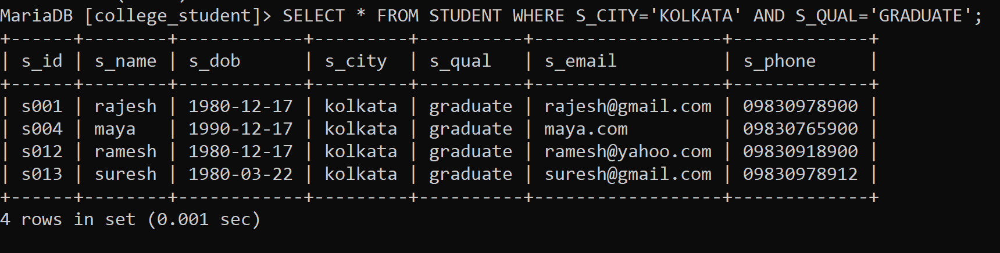 MariaDB [college_student]> SELECT * FROM STUDENT WHERE S_CITY='KOLKATA' AND S_QUAL='GRADUATE';
+------+--------+------------+---------+----------+------------------+-------------+
| s_id | s_name | s_dob      | s_city  | s_qual   | s_email          | s_phone     |
+------+--------+------------+---------+----------+------------------+-------------+
| s001 | rajesh | 1980-12-17 | kolkata | graduate | rajesh@gmail.com | 09830978900 |
| s004 | maya   | 1990-12-17 | kolkata | graduate | maya.com         | 09830765900 |
| s012 | ramesh | 1980-12-17 | kolkata | graduate | ramesh@yahoo.com | 09830918900 |
| s013 | suresh | 1980-03-22 | kolkata | graduate | suresh@gmail.com | 09830978912 |
+------+--------+------------+---------+----------+------------------+-------------+
4 rows in set (0.001 sec)